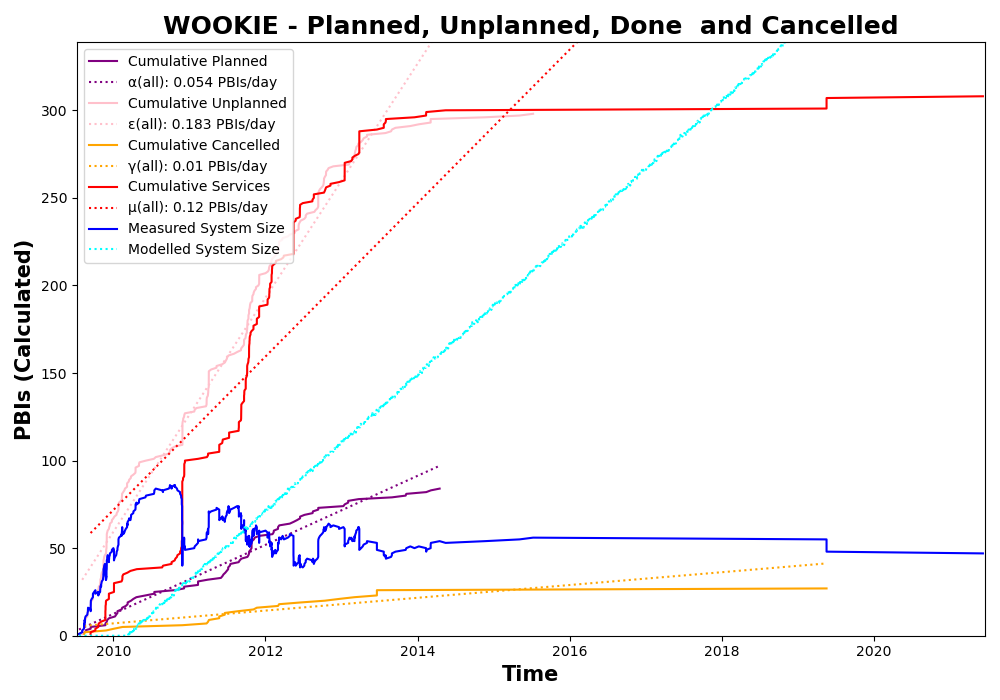 WOOKIE - Planned, Unplanned, Done  and Cancelled
Cumulative Planned
α(all): 0.054 PBIs/day
Cumulative Unplanned
ε(all): 0.183 PBIs/day
Cumulative Cancelled
γ(all): 0.01 PBIs/day
Cumulative Services
μ(all): 0.12 PBIs/day
Measured System Size
Modelled System Size
PBIs (Calculated)
300
250
200
150
100
50
0
2010 2012 2014 2016 2018 2020
Time